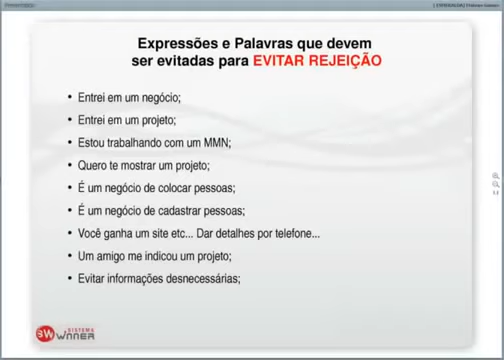 Expressões e Palavras que devem
ser evitadas para EVITAR REJEIÇÃO
• Entrei em um negócio;
• Entrei em um projeto;
• Estou trabalhando com um MMN;
• Quero te mostrar um projeto;
• É um negócio de colocar pessoas;
• É um negócio de cadastrar pessoas;
• Você ganha um site etc... Dar detalhes por telefone...
• Um amigo me indicou um projeto;
• Evitar informações desnecessárias;
SISTEMA
WINNER